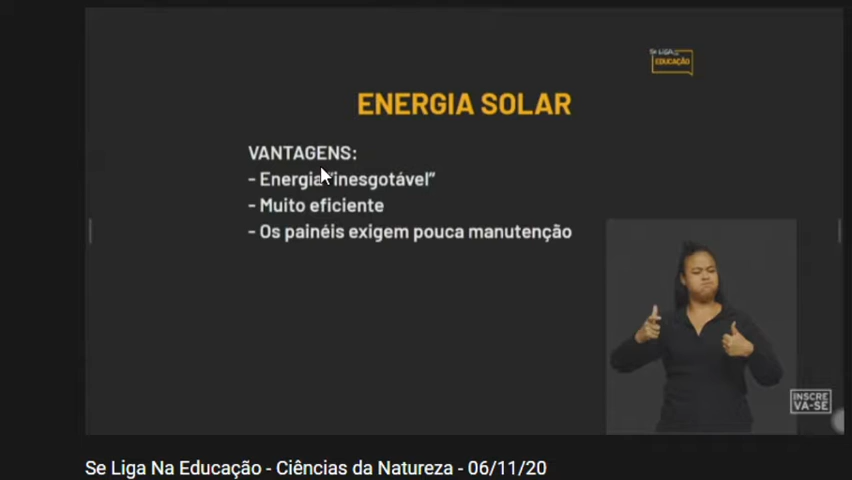 Se LIGA
EDUCAÇÃO
ENERGIA SOLAR
VANTAGENS:
- Energia "inesgotável"
- Muito eficiente
- Os painéis exigem pouca manutenção
INSCRE
VA-SE
Se Liga Na Educação - Ciências da Natureza - 06/11/20